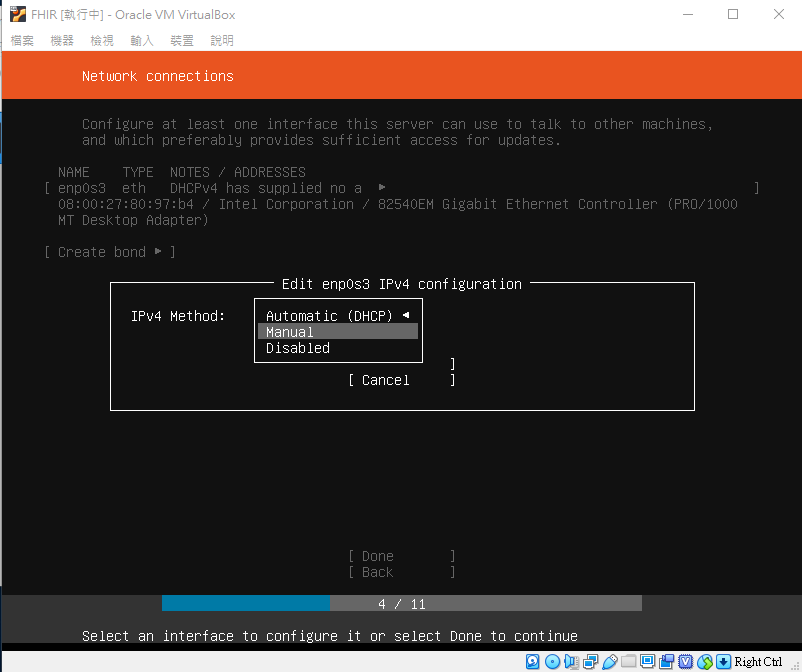 FHIR [執行中] - Oracle VM VirtualBox
檔案 機器 檢視 輸入 裝置 說明
Network connections
Configure at least one interface this server can use to talk to other machines,
and which preferably provides sufficient access for updates.
NAME TYPE NOTES / ADDRESSES
[ enp0s3 eth DHCPv4 has supplied no a ▸ ]
08:00:27:80:97:b4 / Intel Corporation / 82540EM Gigabit Ethernet Controller (PRO/1000
MT Desktop Adapter)
[ Create bond ▸ ]
Edit enp0s3 IPv4 configuration
IPv4 Method: Automatic (DHCP) ◂
Manual
Disabled
]
[ Cancel ]
[ Done ]
[ Back ]
4 / 11
Select an interface to configure it or select Done to continue
Right Ctrl